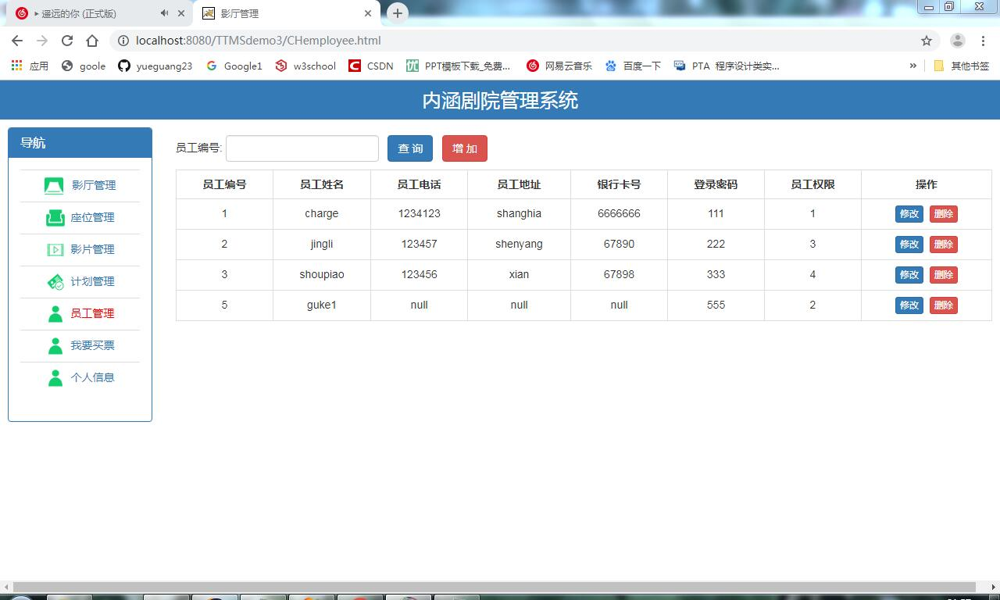 ▸ 遥远的你 (正式版)
影厅管理
localhost:8080/TTMSdemo3/CHemployee.html
应用 goole yueguang23 Google1 w3school CSDN PPT模板下载_免费... 网易云音乐 百度一下 PTA 程序设计类实... » 其他书签
内涵剧院管理系统
导航
影厅管理
座位管理
影片管理
计划管理
员工管理
我要买票
个人信息
员工编号: 查 询 增 加
员工编号 员工姓名 员工电话 员工地址 银行卡号 登录密码 员工权限 操作
1 charge 1234123 shanghia 6666666 111 1 修改 删除
2 jingli 123457 shenyang 67890 222 3 修改 删除
3 shoupiao 123456 xian 67898 333 4 修改 删除
5 guke1 null null null 555 2 修改 删除